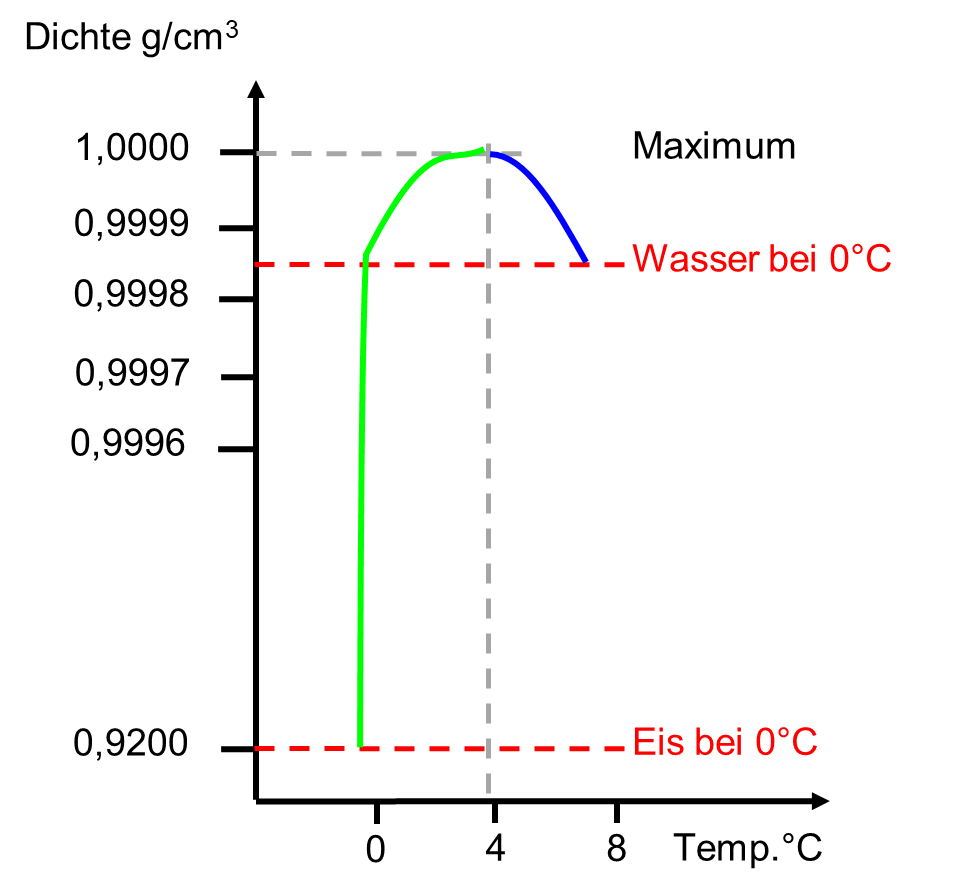 Dichte g/cm³
1,0000
Maximum
0,9999
Wasser bei 0°C
0,9998
0,9997
0,9996
0,9200
Eis bei 0°C
0
4
8
Temp.°C